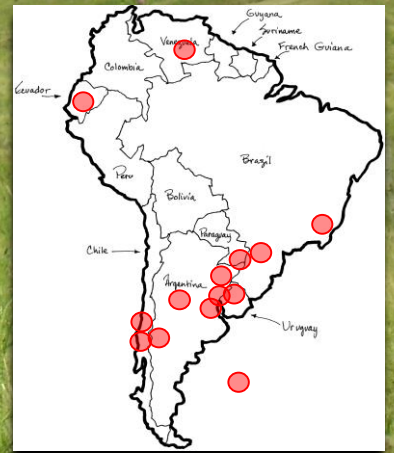 Guyana
Suriname
French Guiana
Venezuela
Colombia
Ecuador
Brazil
Peru
Bolivia
Paraguay
Chile
Argentina
Uruguay